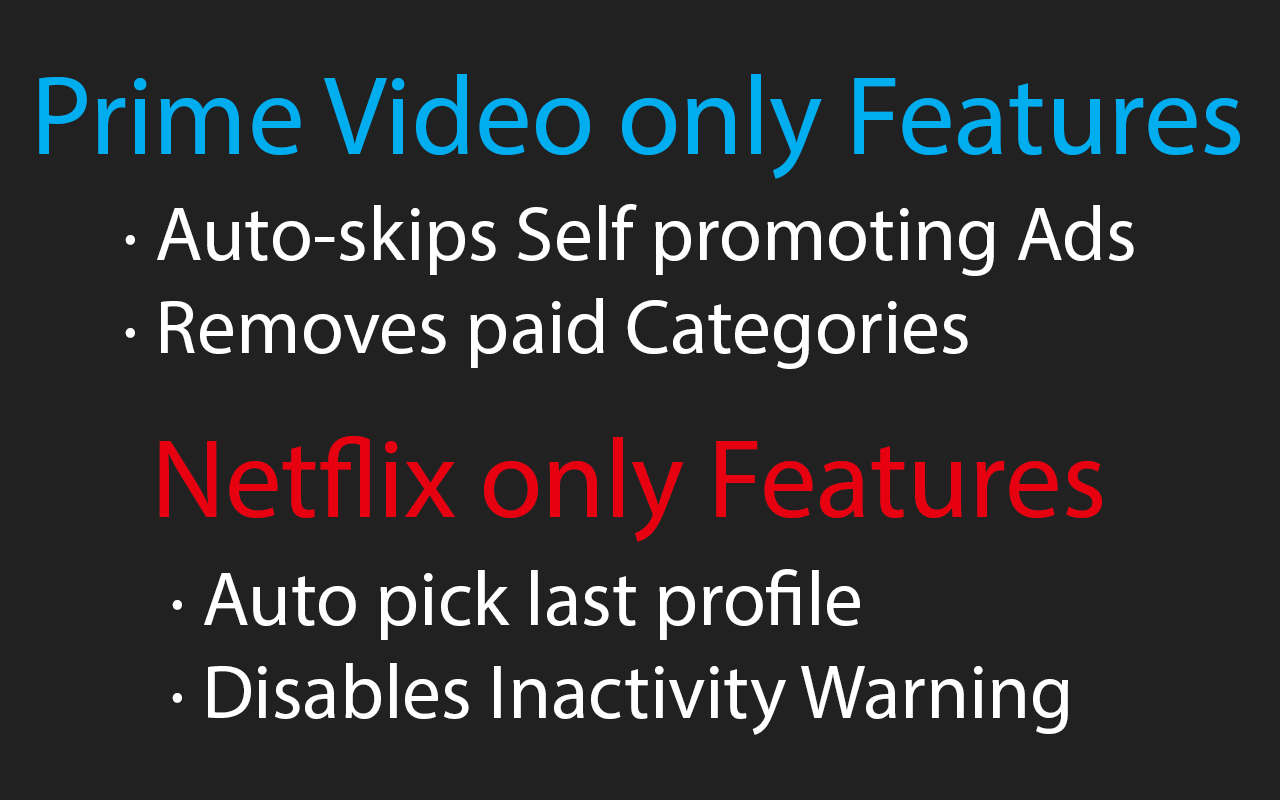 Prime Video only Features
· Auto-skips Self promoting Ads
· Removes paid Categories
Netflix only Features
· Auto pick last profile
· Disables Inactivity Warning